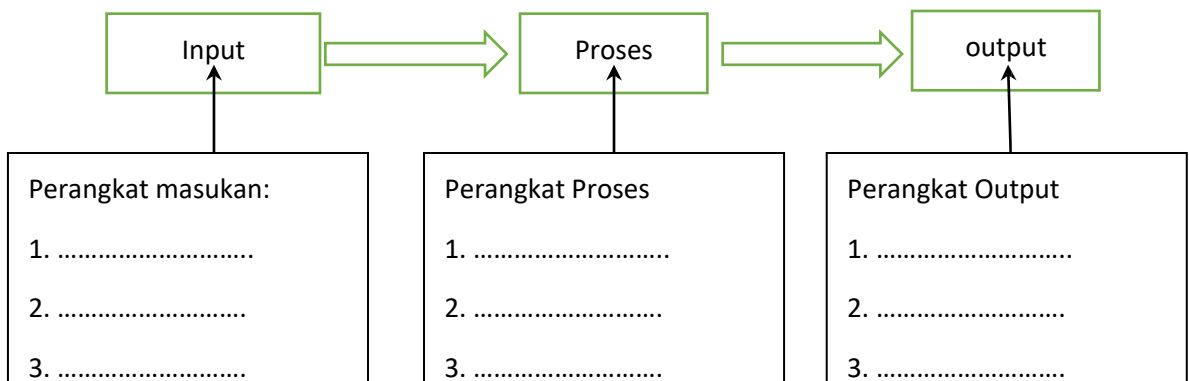 Input
Proses
output
Perangkat masukan:
1. ………………………..
2. ……………………….
3. ……………………….
Perangkat Proses
1. ………………………..
2. ……………………….
3. ……………………….
Perangkat Output
1. ………………………..
2. ……………………….
3. ……………………….